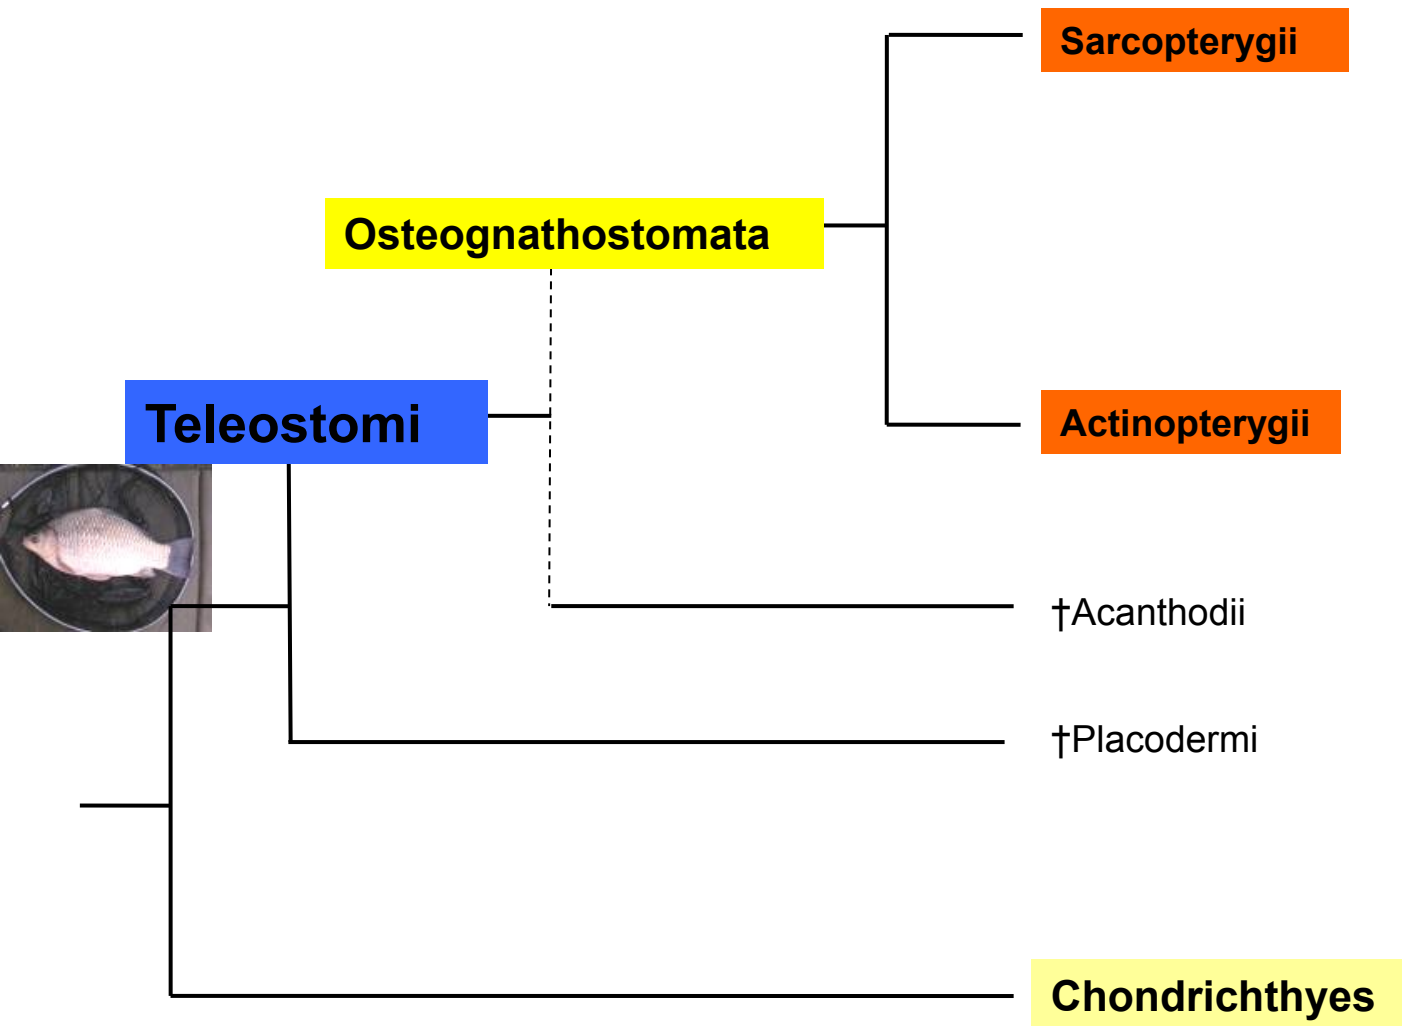 Sarcopterygii
Osteognathostomata
Teleostomi
Actinopterygii
†Acanthodii
†Placodermi
Chondrichthyes